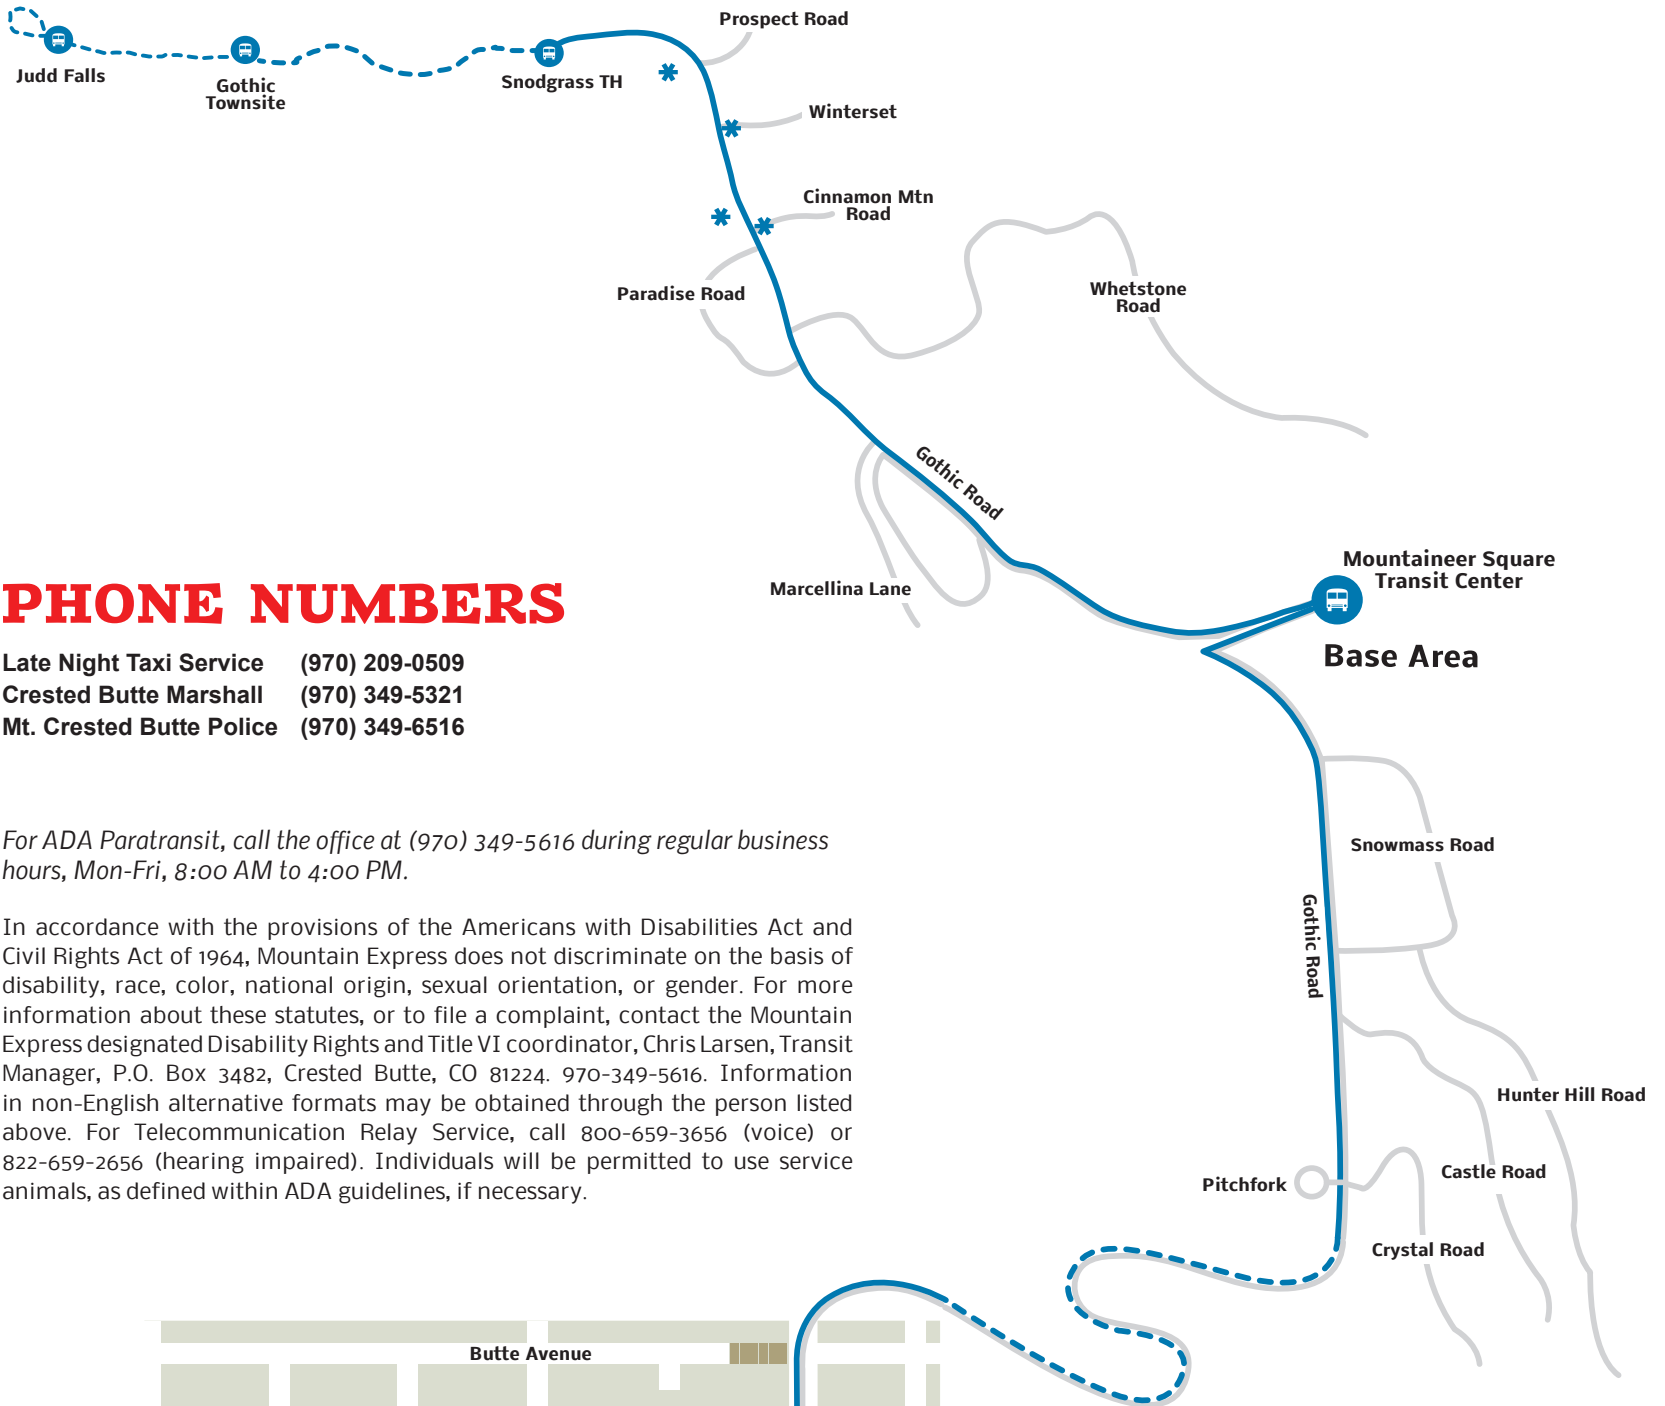 Prospect Road
Judd Falls
Gothic
Townsite
Snodgrass TH
Winterset
Cinnamon Mtn
Road
Paradise Road
Whetstone
Road
Gothic Road
Marcellina Lane
Mountaineer Square
Transit Center
Base Area
PHONE NUMBERS
Late Night Taxi Service (970) 209-0509
Crested Butte Marshall (970) 349-5321
Mt. Crested Butte Police (970) 349-6516
For ADA Paratransit, call the office at (970) 349-5616 during regular business
hours, Mon-Fri, 8:00 AM to 4:00 PM.
In accordance with the provisions of the Americans with Disabilities Act and
Civil Rights Act of 1964, Mountain Express does not discriminate on the basis of
disability, race, color, national origin, sexual orientation, or gender. For more
information about these statutes, or to file a complaint, contact the Mountain
Express designated Disability Rights and Title VI coordinator, Chris Larsen, Transit
Manager, P.O. Box 3482, Crested Butte, CO 81224. 970-349-5616. Information
in non-English alternative formats may be obtained through the person listed
above. For Telecommunication Relay Service, call 800-659-3656 (voice) or
822-659-2656 (hearing impaired). Individuals will be permitted to use service
animals, as defined within ADA guidelines, if necessary.
Snowmass Road
Gothic Road
Hunter Hill Road
Castle Road
Pitchfork
Crystal Road
Butte Avenue